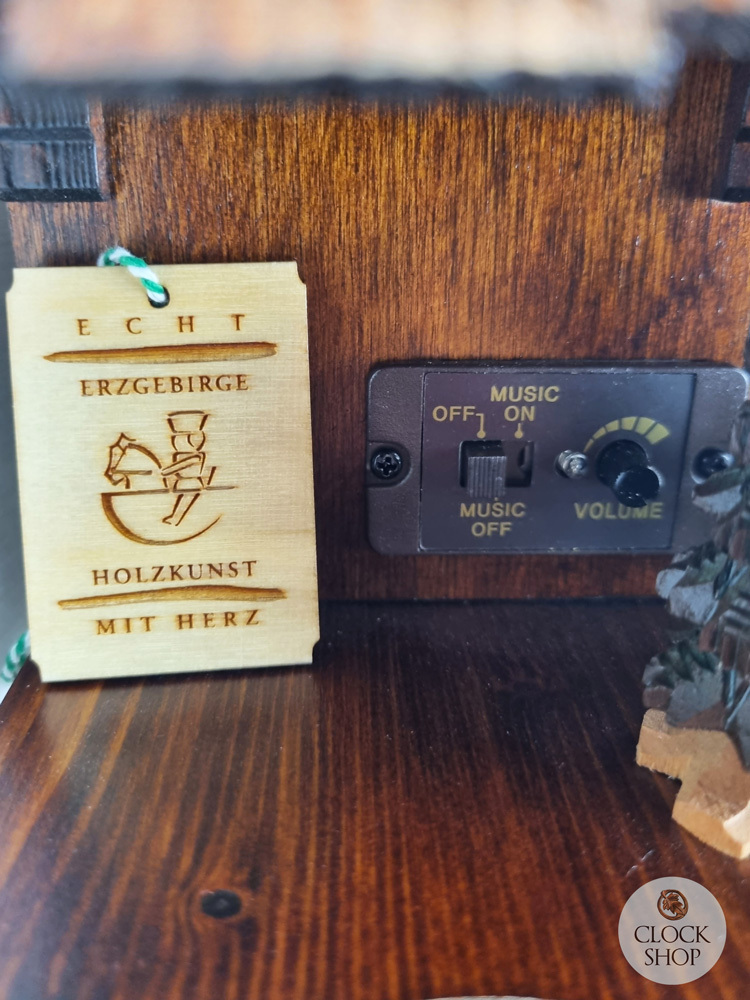 ECHT
ERZGEBIRGE
HOLZKUNST
MIT HERZ
MUSIC
OFF ON
MUSIC
OFF
VOLUME
CLOCK
SHOP